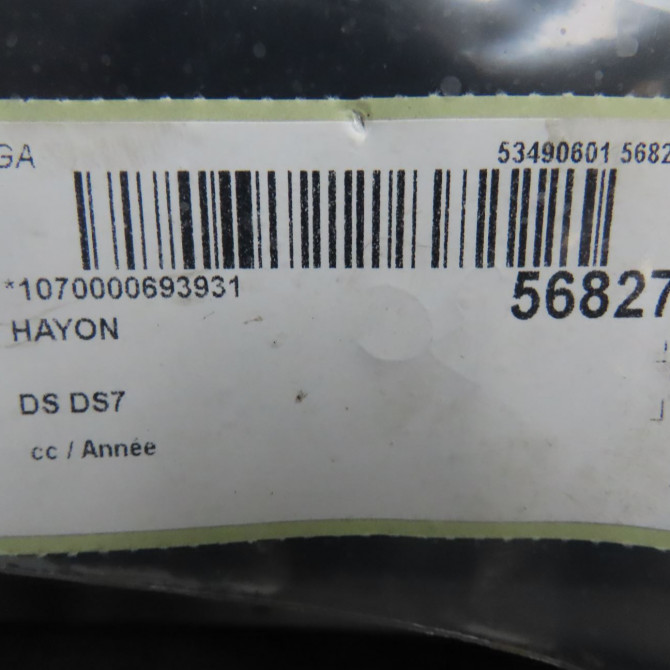 GA
53490601 5682
*1070000693931
56827
HAYON
DS DS7
cc / Année